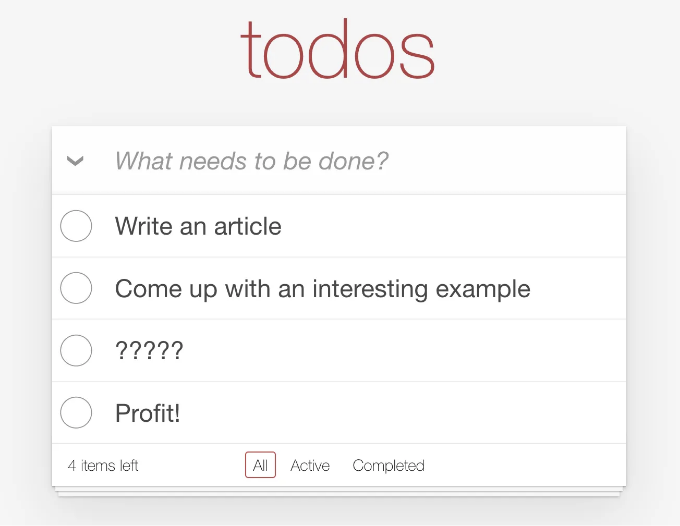 todos
What needs to be done?
Write an article
Come up with an interesting example
?????
Profit!
4 items left All Active Completed